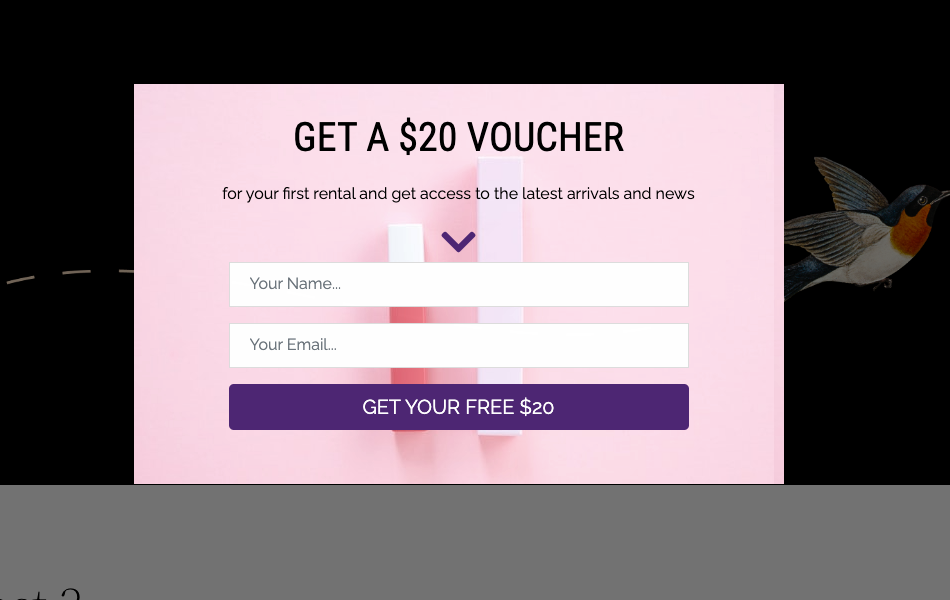 GET A $20 VOUCHER
for your first rental and get access to the latest arrivals and news
Your Name...
Your Email...
GET YOUR FREE $20